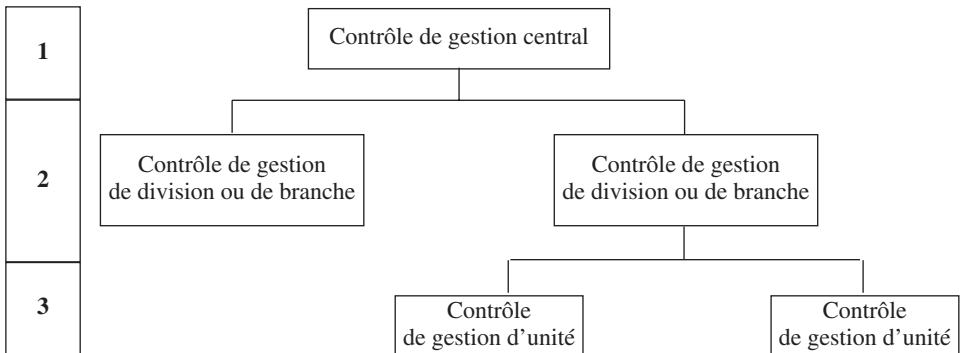 1
Contrôle de gestion central
2
Contrôle de gestion
de division ou de branche
Contrôle de gestion
de division ou de branche
3
Contrôle
de gestion d'unité
Contrôle
de gestion d'unité